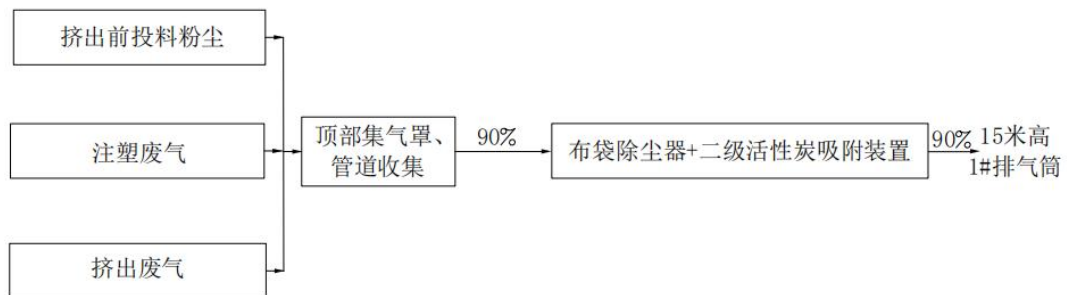 挤出前投料粉尘
注塑废气
挤出废气
顶部集气罩、
管道收集
90%
布袋除尘器+二级活性炭吸附装置
90%
15米高
1#排气筒